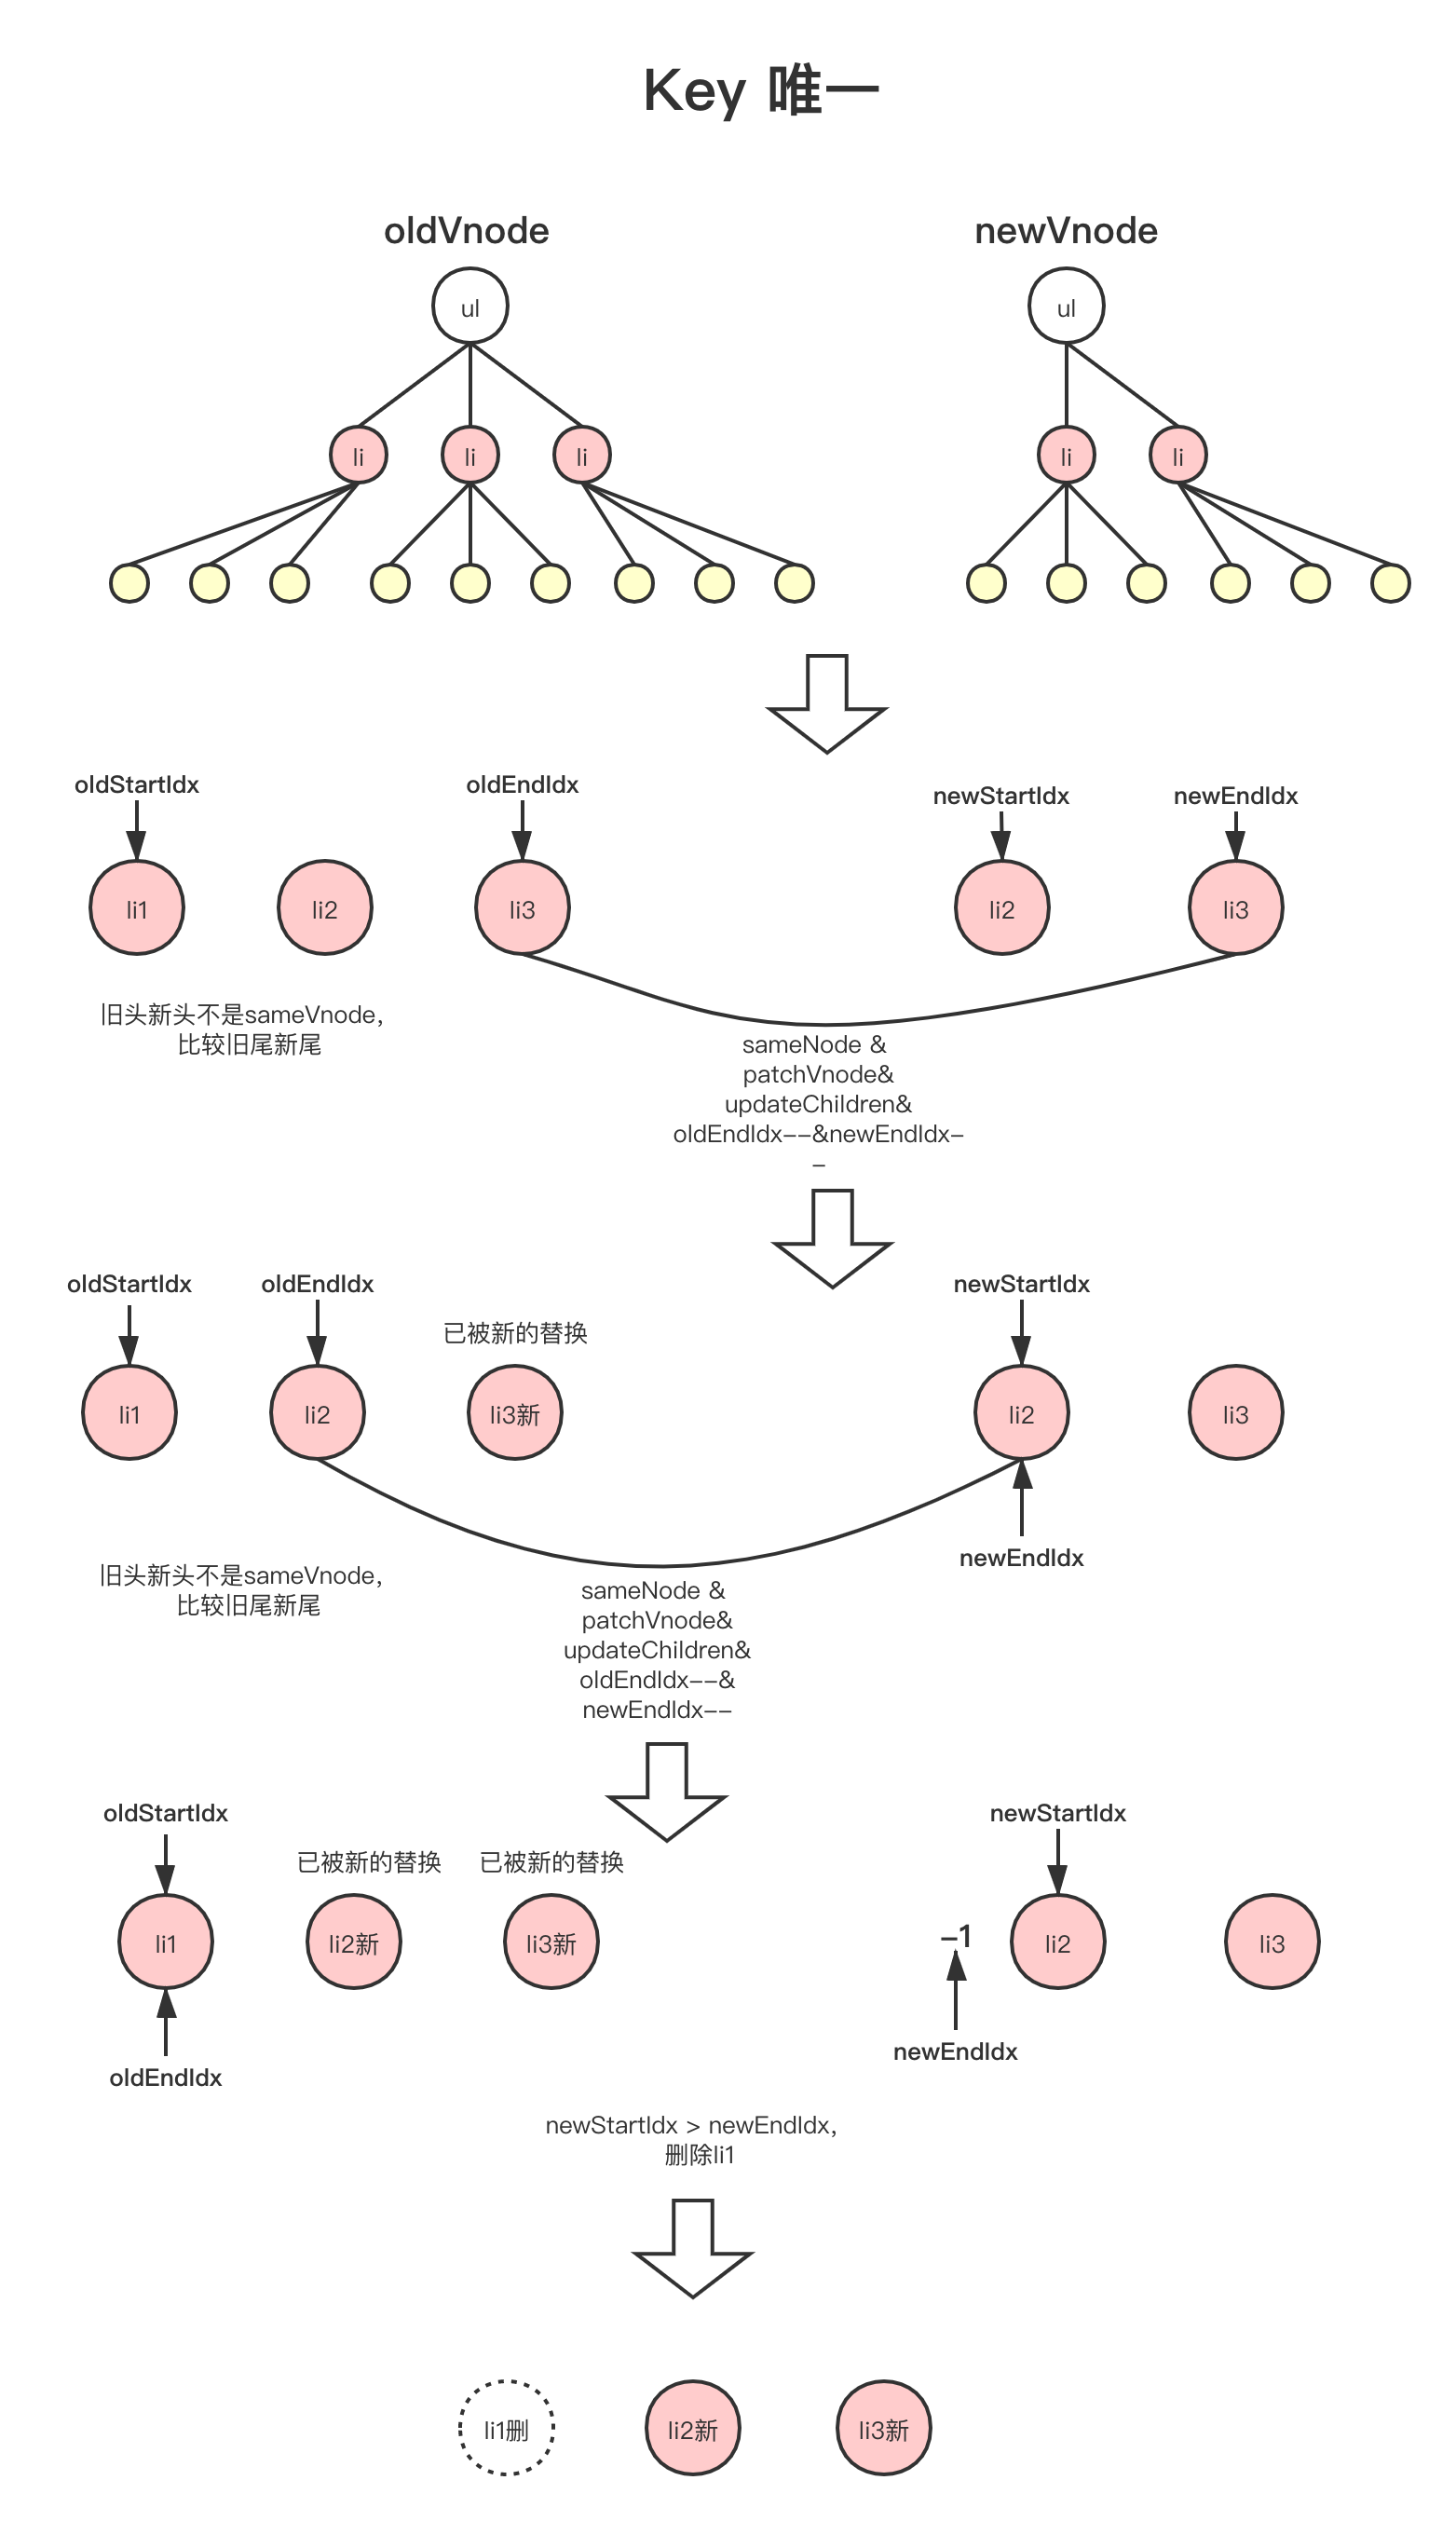 Key 唯一
oldVnode
newVnode
ul
ul
li
li
li
li
li
oldStartIdx
oldEndIdx
newStartIdx
newEndIdx
li1
li2
li3
li2
li3
旧头新头不是sameVnode,
比较旧尾新尾
sameNode &
patchVnode&
updateChildren&
oldEndIdx--&newEndIdx-
-
oldStartIdx
oldEndIdx
newStartIdx
已被新的替换
li1
li2
li3新
li2
li3
newEndIdx
旧头新头不是sameVnode,
比较旧尾新尾
sameNode &
patchVnode&
updateChildren&
oldEndIdx--&
newEndIdx--
oldStartIdx
newStartIdx
已被新的替换
已被新的替换
li1
li2新
li3新
-1
li2
li3
newEndIdx
oldEndIdx
newStartIdx > newEndIdx,
删除li1
li1删
li2新
li3新